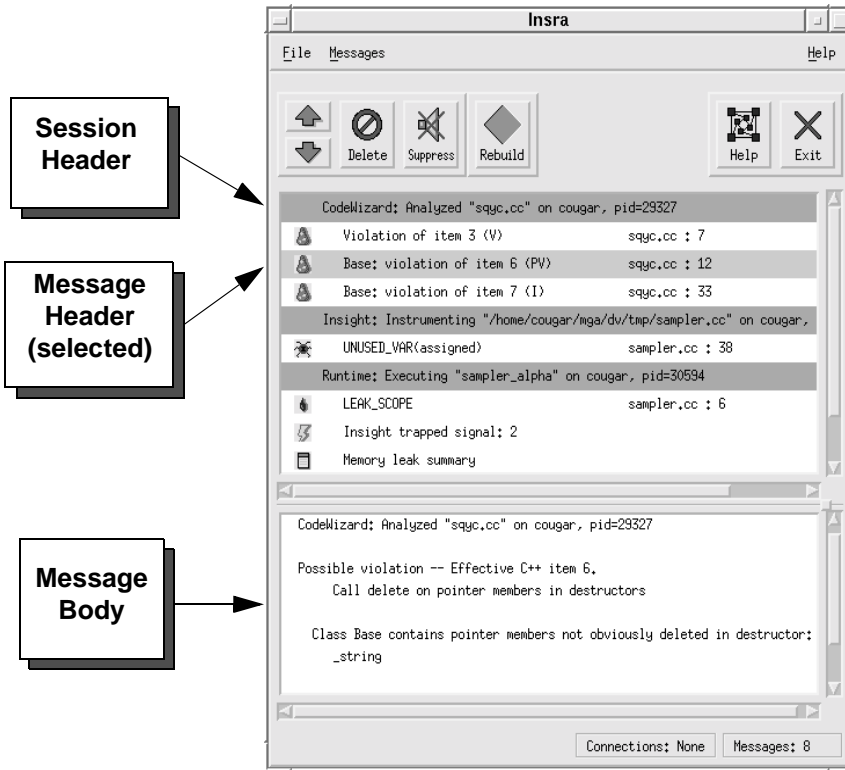 Insra
File Messages Help
Delete Suppress Rebuild Help Exit
Session
Header
CodeWizard: Analyzed "sqyc.cc" on cougar, pid=29327
Violation of item 3 (V) sqyc.cc : 7
Base: violation of item 6 (PV) sqyc.cc : 12
Base: violation of item 7 (I) sqyc.cc : 33
Message
Header
(selected)
Insight: Instrumenting "/home/cougar/mga/dv/tmp/sampler.cc" on cougar,
UNUSED_VAR(assigned) sampler.cc : 38
Runtime: Executing "sampler_alpha" on cougar, pid=30594
LEAK_SCOPE sampler.cc : 6
Insight trapped signal: 2
Memory leak summary
Message
Body
CodeWizard: Analyzed "sqyc.cc" on cougar, pid=29327
Possible violation -- Effective C++ item 6.
Call delete on pointer members in destructors
Class Base contains pointer members not obviously deleted in destructor:
_string
Connections: None Messages: 8